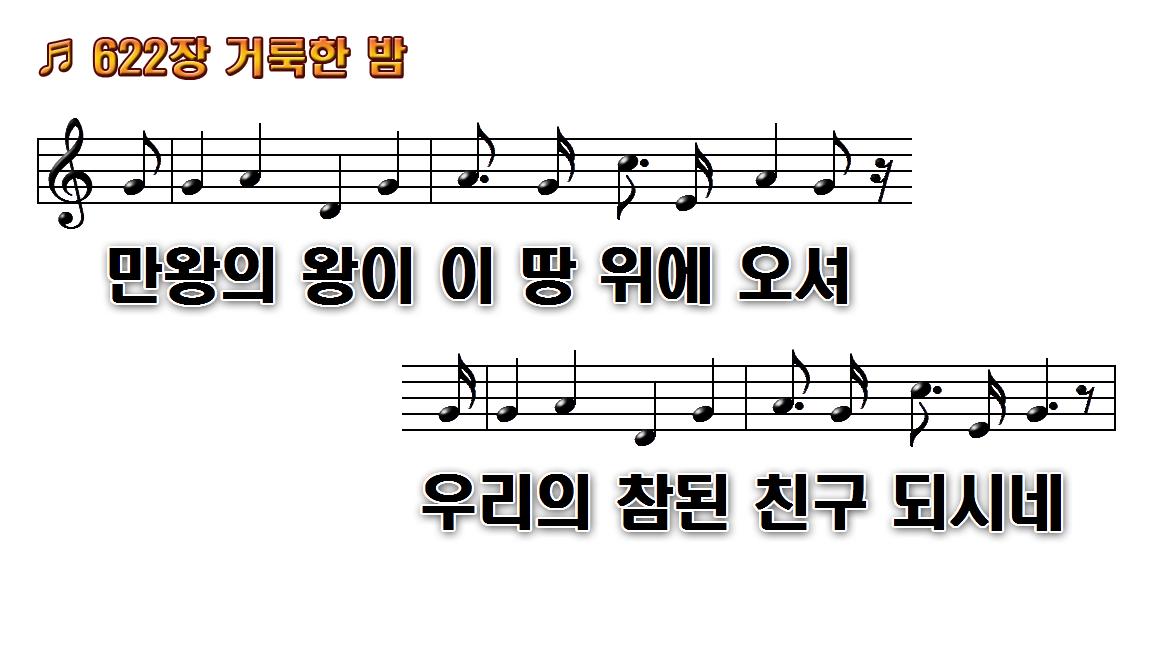 622장 거룩한 밤
만왕의 왕이 이 땅 위에 오셔
우리의 참된 친구 되시네